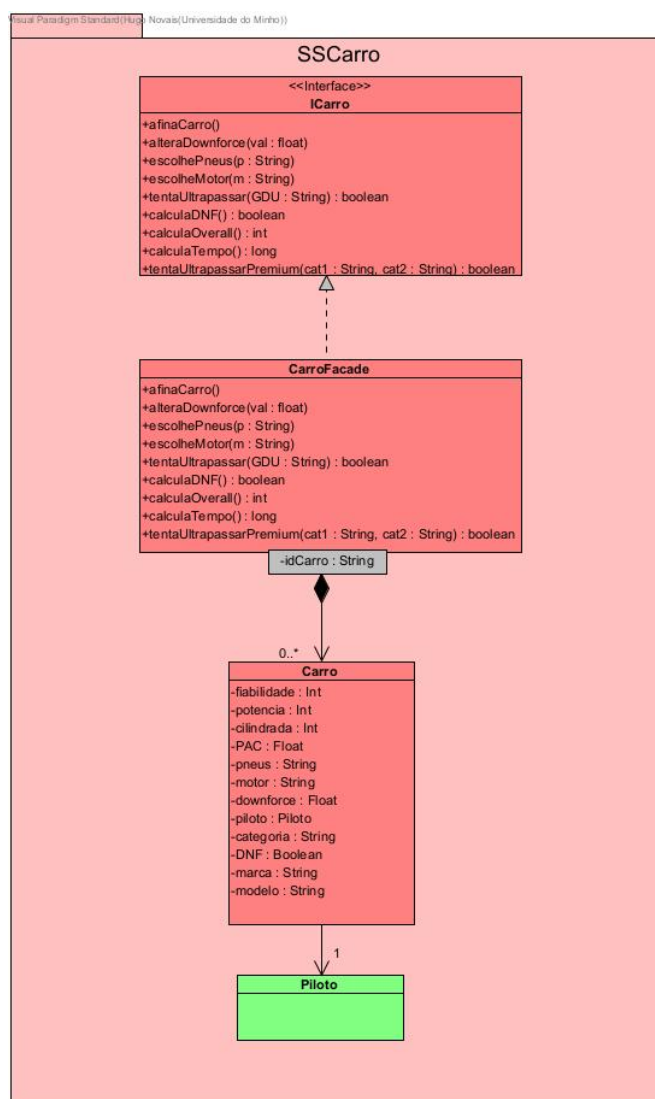 Visual Paradigm Standard(Hugo Novais(Universidade do Minho))
SSCarro
<<Interface>>
ICarro
+afinaCarro()
+alteraDownforce(val : float)
+escolhePneus(p : String)
+escolheMotor(m : String)
+tentaUltrapassar(GDU : String) : boolean
+calculaDNF() : boolean
+calculaOverall() : int
+calculaTempo() : long
+tentaUltrapassarPremium(cat1 : String, cat2 : String) : boolean
CarroFacade
+afinaCarro()
+alteraDownforce(val : float)
+escolhePneus(p : String)
+escolheMotor(m : String)
+tentaUltrapassar(GDU : String) : boolean
+calculaDNF() : boolean
+calculaOverall() : int
+calculaTempo() : long
+tentaUltrapassarPremium(cat1 : String, cat2 : String) : boolean
-idCarro : String
0..*
Carro
-fiabilidade : Int
-potencia : Int
-cilindrada : Int
-PAC : Float
-pneus : String
-motor : String
-downforce : Float
-piloto : Piloto
-categoria : String
-DNF : Boolean
-marca : String
-modelo : String
1
Piloto